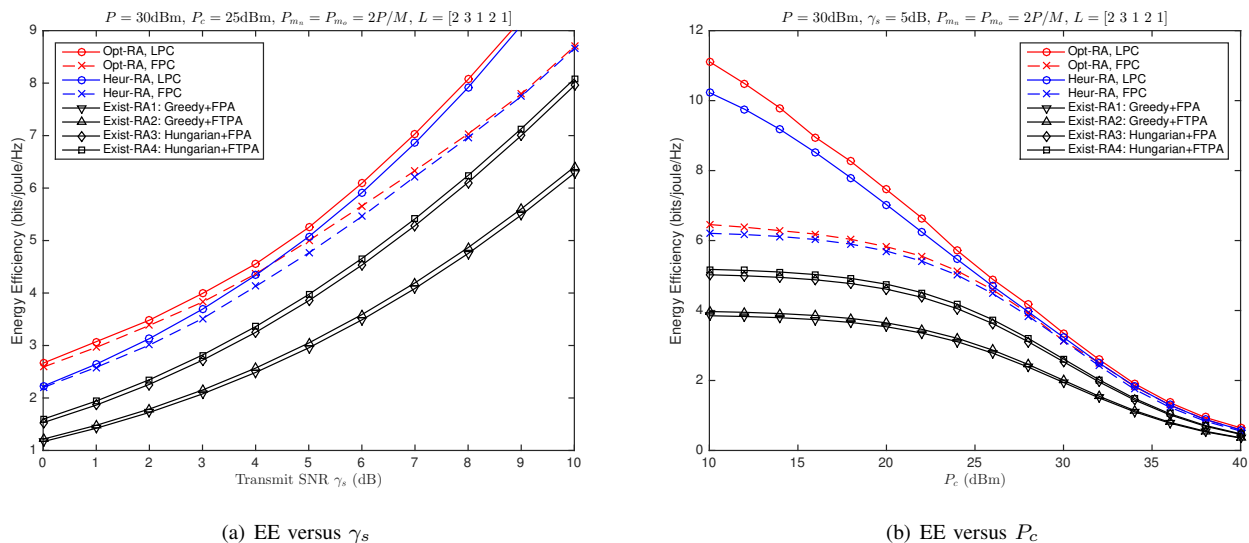 P = 30dBm, P_c = 25dBm, P_{m_n} = P_{m_o} = 2P/M, L = [2 3 1 2 1]
9
8
7
6
5
4
3
2
1
Energy Efficiency (bits/joule/Hz)
Opt-RA, LPC
Opt-RA, FPC
Heur-RA, LPC
Heur-RA, FPC
Exist-RA1: Greedy+FPA
Exist-RA2: Greedy+FTPA
Exist-RA3: Hungarian+FPA
Exist-RA4: Hungarian+FTPA
0 1 2 3 4 5 6 7 8 9 10
Transmit SNR γ_s (dB)
(a) EE versus γ_s
P = 30dBm, γ_s = 5dB, P_{m_n} = P_{m_o} = 2P/M, L = [2 3 1 2 1]
12
10
8
6
4
2
0
Energy Efficiency (bits/joule/Hz)
Opt-RA, LPC
Opt-RA, FPC
Heur-RA, LPC
Heur-RA, FPC
Exist-RA1: Greedy+FPA
Exist-RA2: Greedy+FTPA
Exist-RA3: Hungarian+FPA
Exist-RA4: Hungarian+FTPA
10 15 20 25 30 35 40
P_c (dBm)
(b) EE versus P_c